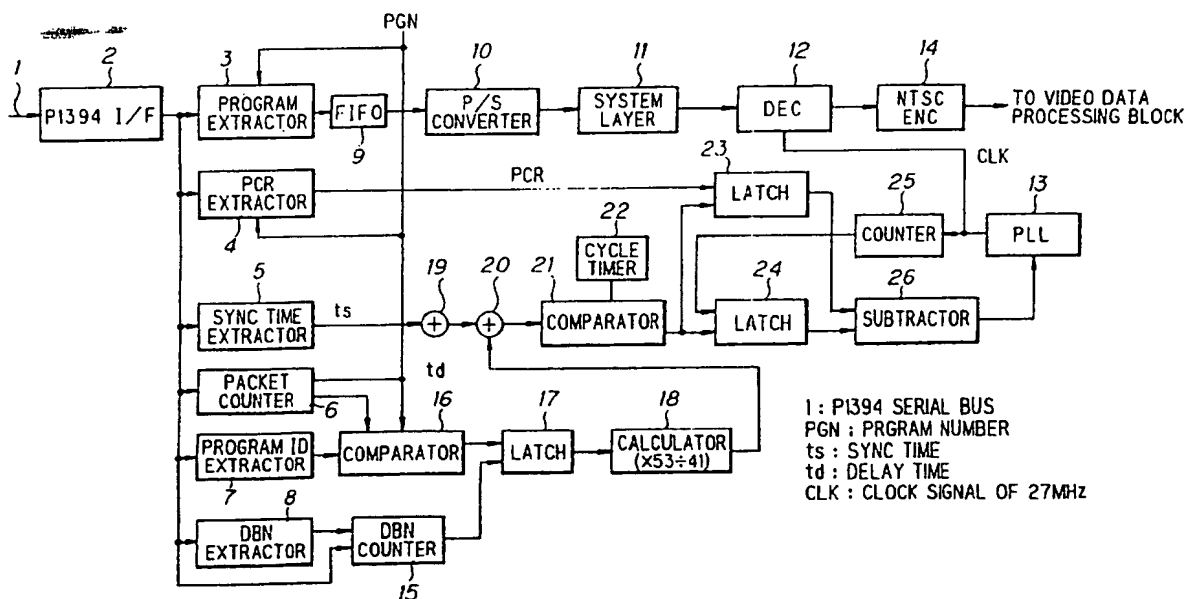 PGN
1
2
3
10
11
12
14
P1394 I/F
PROGRAM
EXTRACTOR
FIFO
9
P/S
CONVERTER
SYSTEM
LAYER
DEC
NTSC
ENC
TO VIDEO DATA
PROCESSING BLOCK
CLK
23
PCR
EXTRACTOR
4
PCR
LATCH
25
13
COUNTER
PLL
22
CYCLE
TIMER
5
SYNC TIME
EXTRACTOR
ts
19
+
20
+
21
COMPARATOR
24
LATCH
26
SUBTRACTOR
td
PACKET
COUNTER
6
16
COMPARATOR
17
LATCH
18
CALCULATOR
(×53÷41)
PROGRAM ID
EXTRACTOR
7
8
DBN
EXTRACTOR
DBN
COUNTER
15
1 : P1394 SERIAL BUS
PGN : PRGRAM NUMBER
ts : SYNC TIME
td : DELAY TIME
CLK : CLOCK SIGNAL OF 27MHz